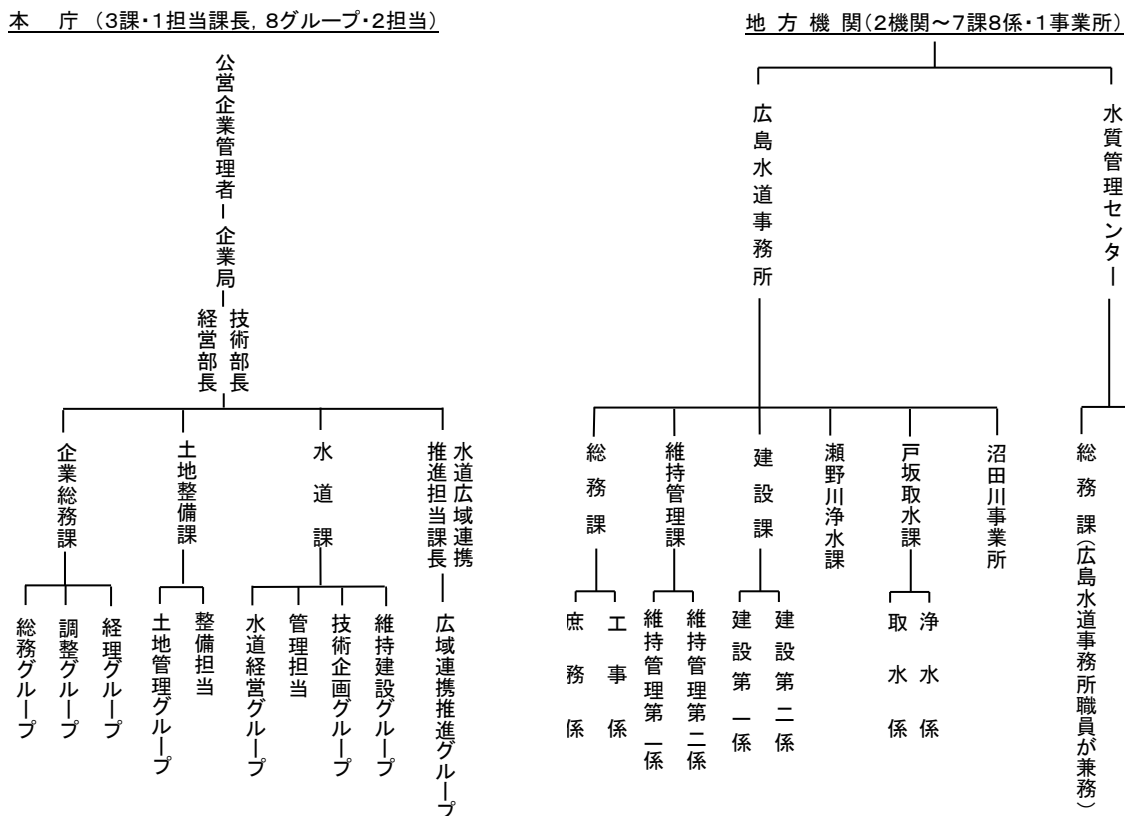 本 庁 (3課・1担当課長, 8グループ・2担当)
公営企業管理者
企業局
経営部長
技術部長
企業総務課
総務グループ
調整グループ
経理グループ
土地整備課
土地管理グループ
整備担当
水道課
水道経営グループ
管理担当
技術企画グループ
維持建設グループ
水道広域連携
推進担当課長
広域連携推進グループ
地 方 機 関(2機関~7課8係・1事業所)
広島水道事務所
総務課
庶務係
工事係
維持管理課
維持管理第一係
維持管理第二係
建設課
建設第一係
建設第二係
瀬野川浄水課
戸坂取水課
取水係
浄水係
沼田川事業所
水質管理センター
総務課(広島水道事務所職員が兼務)